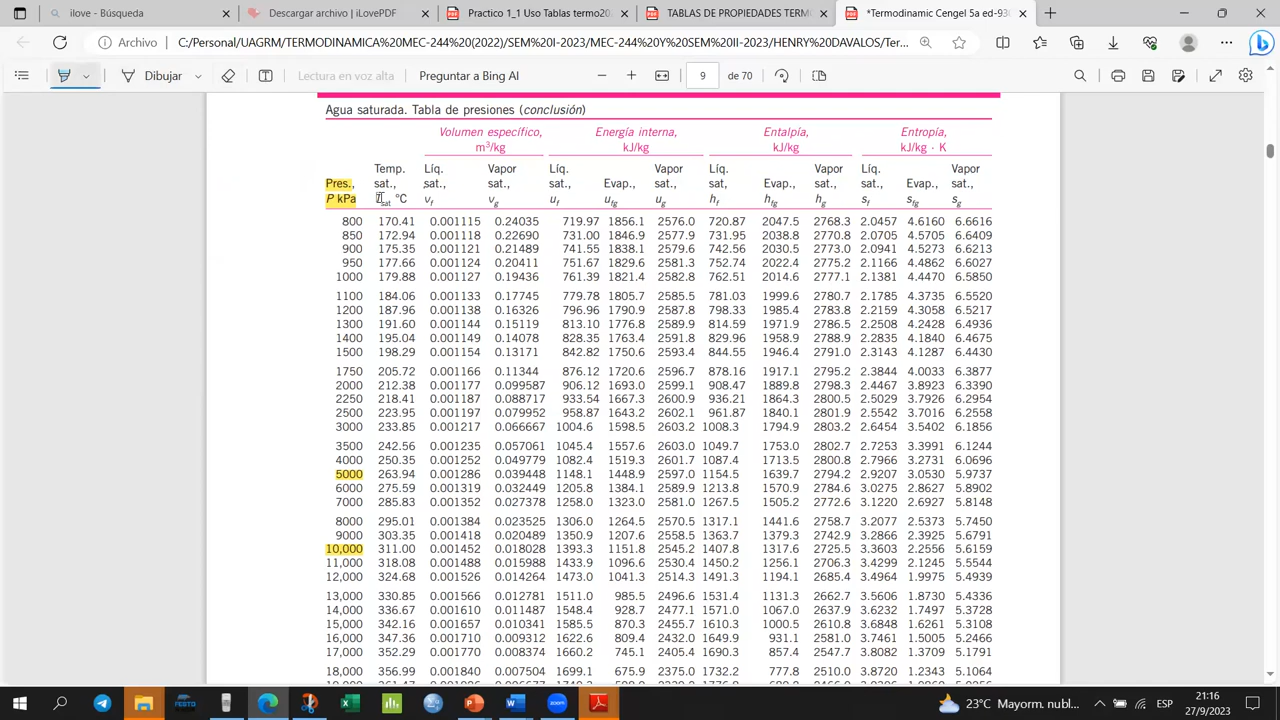 ilove - Búsqueda
Descargar archivo | iLovePDF
Practico 1_1 Uso Tablas termo20
TABLAS DE PROPIEDADES TERM
*Termodinamic Cengel 5a ed-938
Archivo
C:/Personal/UAGRM/TERMODINAMICA%20MEC-244%20(2022)/SEM%20I-2023/MEC-244%20Y%20SEM%20II-2023/HENRY%20DAVALOS/Ter...
Dibujar
Lectura en voz alta
Preguntar a Bing AI
9
de 70
Agua saturada. Tabla de presiones (conclusión)
Volumen específico, Energía interna, Entalpía, Entropía,
m³/kg kJ/kg kJ/kg kJ/kg · K
Temp. Líq. Vapor Líq. Vapor Líq. Vapor Líq. Vapor
Pres., sat., sat., sat., sat., Evap., sat., sat, Evap., sat., sat., Evap., sat.,
P kPa Tsat °C vf vg uf ufg ug hf hfg hg sf sfg sg
800 170.41 0.001115 0.24035 719.97 1856.1 2576.0 720.87 2047.5 2768.3 2.0457 4.6160 6.6616
850 172.94 0.001118 0.22690 731.00 1846.9 2577.9 731.95 2038.8 2770.8 2.0705 4.5705 6.6409
900 175.35 0.001121 0.21489 741.55 1838.1 2579.6 742.56 2030.5 2773.0 2.0941 4.5273 6.6213
950 177.66 0.001124 0.20411 751.67 1829.6 2581.3 752.74 2022.4 2775.2 2.1166 4.4862 6.6027
1000 179.88 0.001127 0.19436 761.39 1821.4 2582.8 762.51 2014.6 2777.1 2.1381 4.4470 6.5850
1100 184.06 0.001133 0.17745 779.78 1805.7 2585.5 781.03 1999.6 2780.7 2.1785 4.3735 6.5520
1200 187.96 0.001138 0.16326 796.96 1790.9 2587.8 798.33 1985.4 2783.8 2.2159 4.3058 6.5217
1300 191.60 0.001144 0.15119 813.10 1776.8 2589.9 814.59 1971.9 2786.5 2.2508 4.2428 6.4936
1400 195.04 0.001149 0.14078 828.35 1763.4 2591.8 829.96 1958.9 2788.9 2.2835 4.1840 6.4675
1500 198.29 0.001154 0.13171 842.82 1750.6 2593.4 844.55 1946.4 2791.0 2.3143 4.1287 6.4430
1750 205.72 0.001166 0.11344 876.12 1720.6 2596.7 878.16 1917.1 2795.2 2.3844 4.0033 6.3877
2000 212.38 0.001177 0.099587 906.12 1693.0 2599.1 908.47 1889.8 2798.3 2.4467 3.8923 6.3390
2250 218.41 0.001187 0.088717 933.54 1667.3 2600.9 936.21 1864.3 2800.5 2.5029 3.7926 6.2954
2500 223.95 0.001197 0.079952 958.87 1643.2 2602.1 961.87 1840.1 2801.9 2.5542 3.7016 6.2558
3000 233.85 0.001217 0.066667 1004.6 1598.5 2603.2 1008.3 1794.9 2803.2 2.6454 3.5402 6.1856
3500 242.56 0.001235 0.057061 1045.4 1557.6 2603.0 1049.7 1753.0 2802.7 2.7253 3.3991 6.1244
4000 250.35 0.001252 0.049779 1082.4 1519.3 2601.7 1087.4 1713.5 2800.8 2.7966 3.2731 6.0696
5000 263.94 0.001286 0.039448 1148.1 1448.9 2597.0 1154.5 1639.7 2794.2 2.9207 3.0530 5.9737
6000 275.59 0.001319 0.032449 1205.8 1384.1 2589.9 1213.8 1570.9 2784.6 3.0275 2.8627 5.8902
7000 285.83 0.001352 0.027378 1258.0 1323.0 2581.0 1267.5 1505.2 2772.6 3.1220 2.6927 5.8148
8000 295.01 0.001384 0.023525 1306.0 1264.5 2570.5 1317.1 1441.6 2758.7 3.2077 2.5373 5.7450
9000 303.35 0.001418 0.020489 1350.9 1207.6 2558.5 1363.7 1379.3 2742.9 3.2866 2.3925 5.6791
10,000 311.00 0.001452 0.018028 1393.3 1151.8 2545.2 1407.8 1317.6 2725.5 3.3603 2.2556 5.6159
11,000 318.08 0.001488 0.015988 1433.9 1096.6 2530.4 1450.2 1256.1 2706.3 3.4299 2.1245 5.5544
12,000 324.68 0.001526 0.014264 1473.0 1041.3 2514.3 1491.3 1194.1 2685.4 3.4964 1.9975 5.4939
13,000 330.85 0.001566 0.012781 1511.0 985.5 2496.6 1531.4 1131.3 2662.7 3.5606 1.8730 5.4336
14,000 336.67 0.001610 0.011487 1548.4 928.7 2477.1 1571.0 1067.0 2637.9 3.6232 1.7497 5.3728
15,000 342.16 0.001657 0.010341 1585.5 870.3 2455.7 1610.3 1000.5 2610.8 3.6848 1.6261 5.3108
16,000 347.36 0.001710 0.009312 1622.6 809.4 2432.0 1649.9 931.1 2581.0 3.7461 1.5005 5.2466
17,000 352.29 0.001770 0.008374 1660.2 745.1 2405.4 1690.3 857.4 2547.7 3.8082 1.3709 5.1791
18,000 356.99 0.001840 0.007504 1699.1 675.9 2375.0 1732.2 777.8 2510.0 3.8720 1.2343 5.1064
FESTO
zoom
23°C Mayorm. nubl...
ESP
21:16
27/9/2023